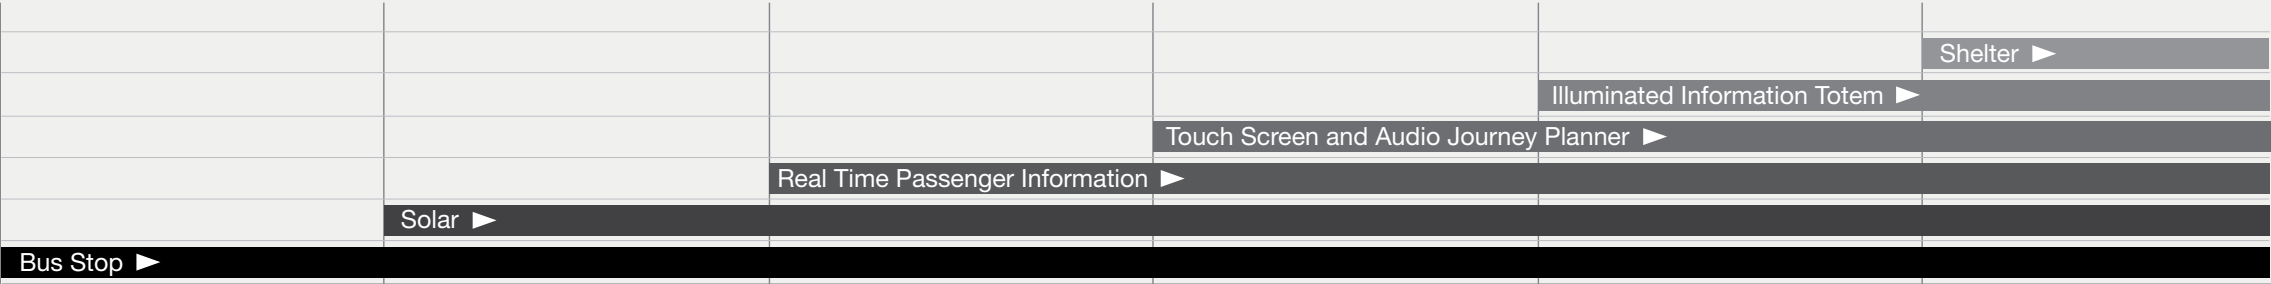 Shelter ►
Illuminated Information Totem ►
Touch Screen and Audio Journey Planner ►
Real Time Passenger Information ►
Solar ►
Bus Stop ►